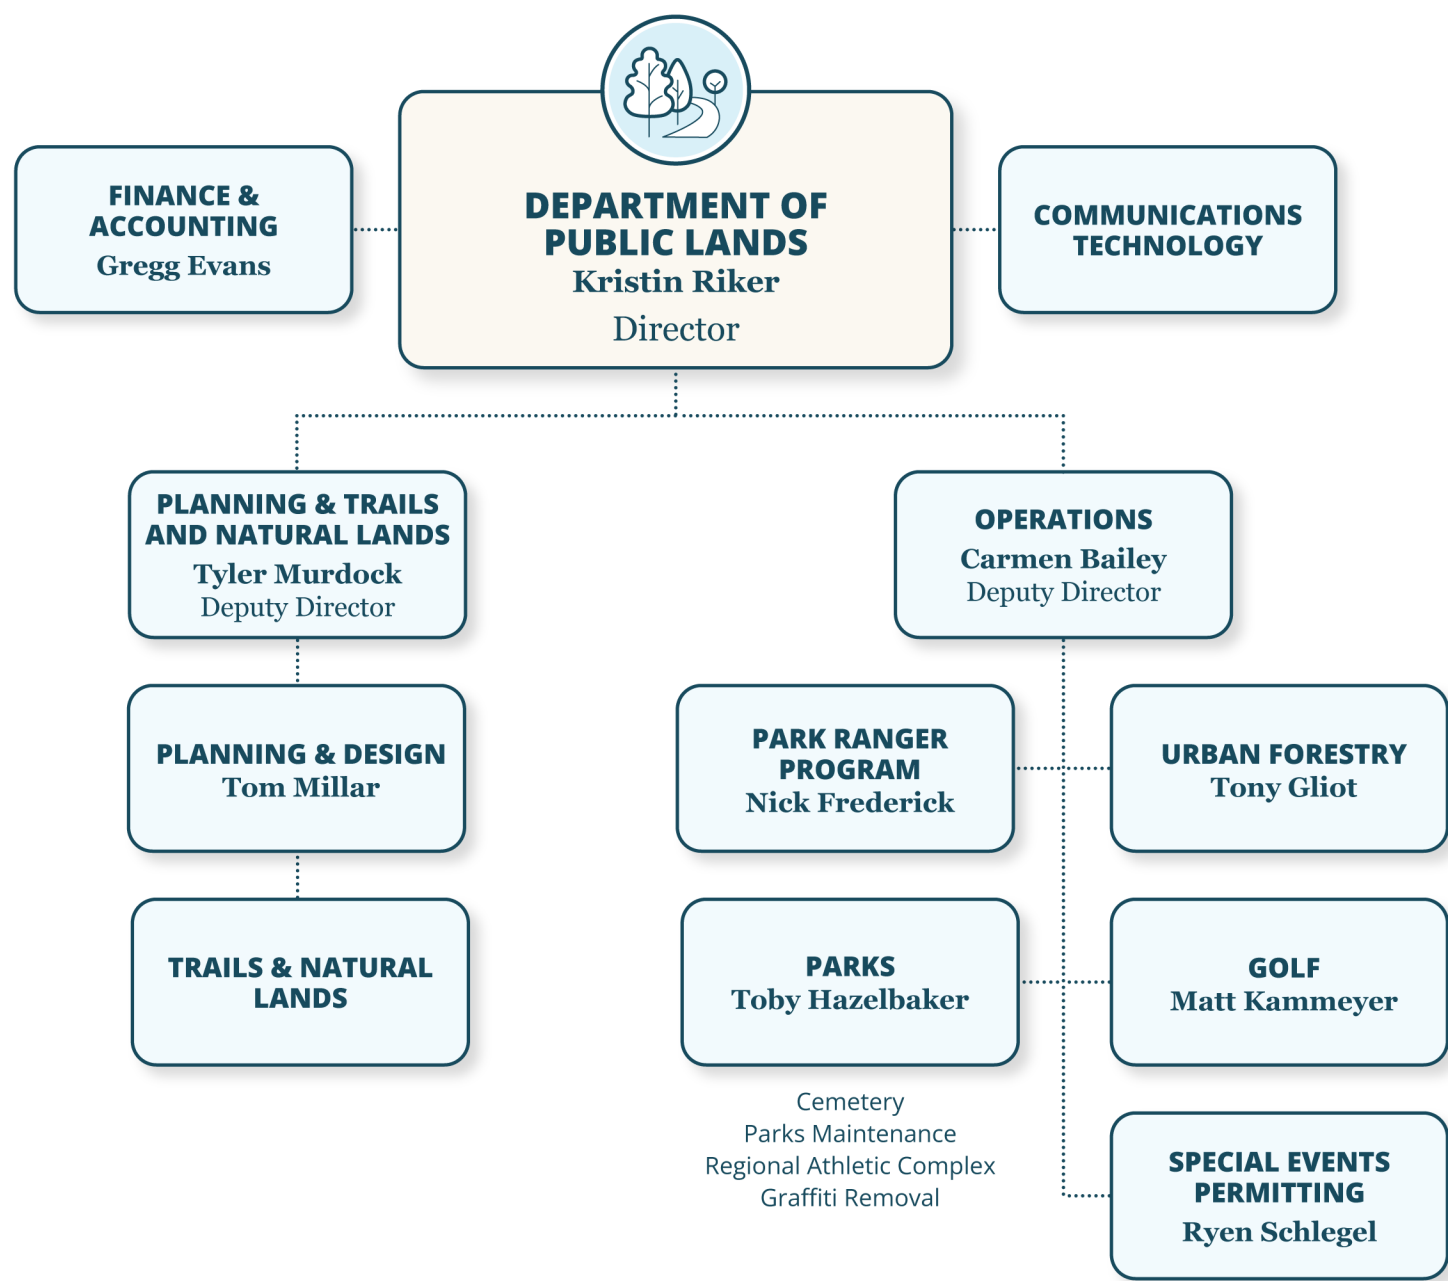 FINANCE &
ACCOUNTING
Gregg Evans
DEPARTMENT OF
PUBLIC LANDS
Kristin Riker
Director
COMMUNICATIONS
TECHNOLOGY
PLANNING & TRAILS
AND NATURAL LANDS
Tyler Murdock
Deputy Director
OPERATIONS
Carmen Bailey
Deputy Director
PLANNING & DESIGN
Tom Millar
PARK RANGER
PROGRAM
Nick Frederick
URBAN FORESTRY
Tony Gliot
TRAILS & NATURAL
LANDS
PARKS
Toby Hazelbaker
GOLF
Matt Kammeyer
Cemetery
Parks Maintenance
Regional Athletic Complex
Graffiti Removal
SPECIAL EVENTS
PERMITTING
Ryen Schlegel